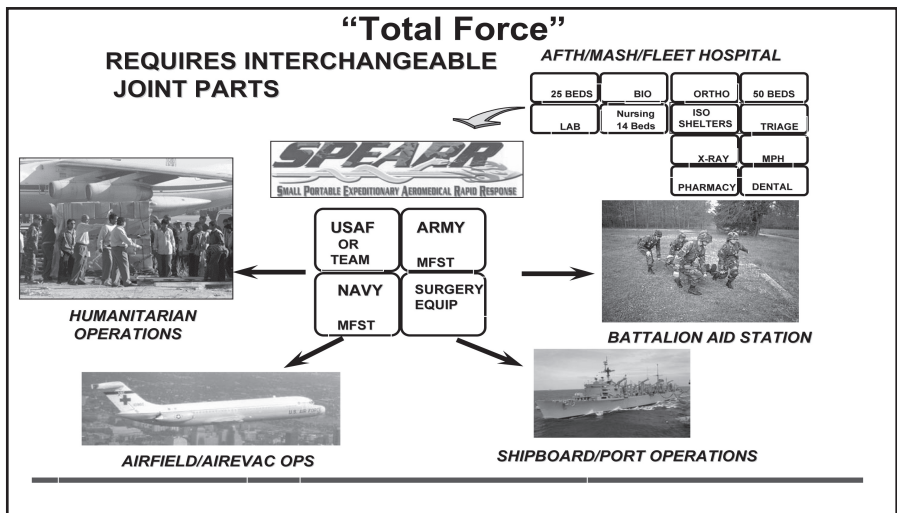 “Total Force”
REQUIRES INTERCHANGEABLE
JOINT PARTS
AFTH/MASH/FLEET HOSPITAL
25 BEDS
BIO
ORTHO
50 BEDS
LAB
Nursing
14 Beds
ISO
SHELTERS
TRIAGE
X-RAY
MPH
PHARMACY
DENTAL
SPEARR
SMALL PORTABLE EXPEDITIONARY AEROMEDICAL RAPID RESPONSE
USAF
OR
TEAM
ARMY
MFST
NAVY
MFST
SURGERY
EQUIP
HUMANITARIAN
OPERATIONS
BATTALION AID STATION
AIRFIELD/AIREVAC OPS
SHIPBOARD/PORT OPERATIONS